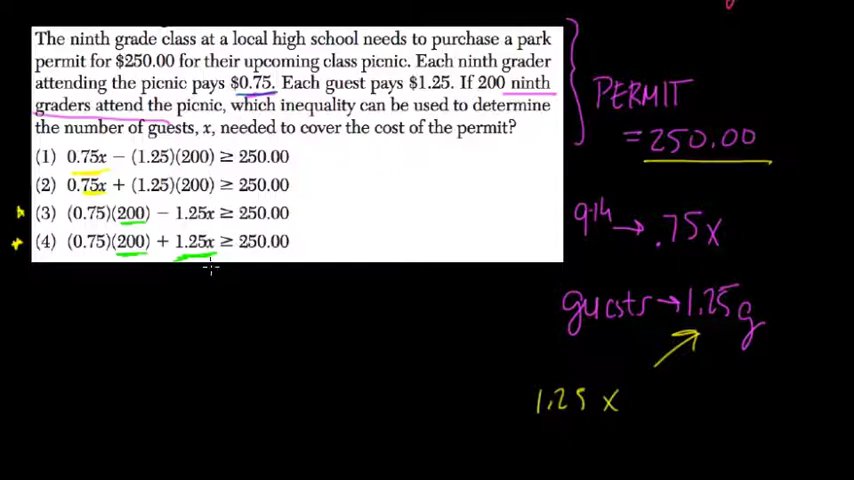 The ninth grade class at a local high school needs to purchase a park
permit for $250.00 for their upcoming class picnic. Each ninth grader
attending the picnic pays $0.75. Each guest pays $1.25. If 200 ninth
graders attend the picnic, which inequality can be used to determine
the number of guests, x, needed to cover the cost of the permit?
(1) 0.75x − (1.25)(200) ≥ 250.00
(2) 0.75x + (1.25)(200) ≥ 250.00
(3) (0.75)(200) − 1.25x ≥ 250.00
(4) (0.75)(200) + 1.25x ≥ 250.00
PERMIT
= 250.00
9th → .75x
guests → 1.25g
1.25 x